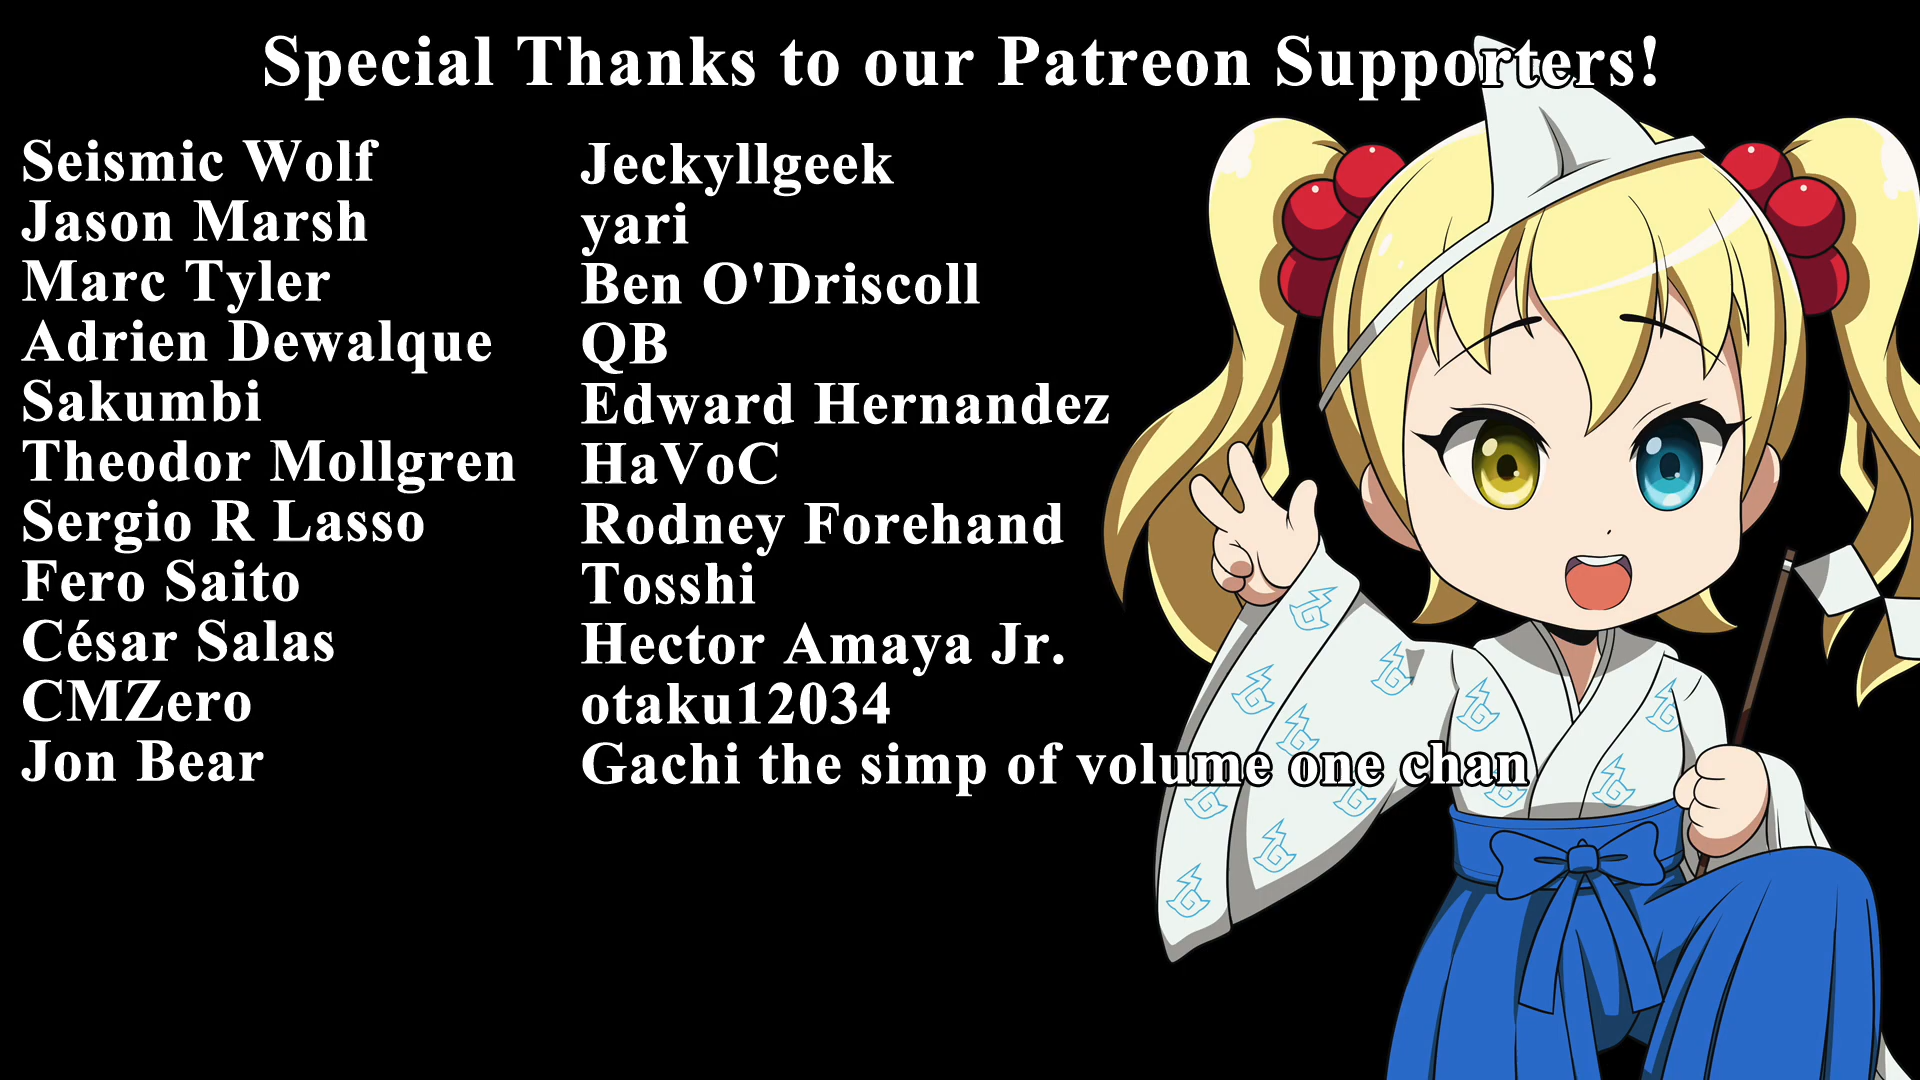 Special Thanks to our Patreon Supporters!
Seismic Wolf
Jason Marsh
Marc Tyler
Adrien Dewalque
Sakumbi
Theodor Mollgren
Sergio R Lasso
Fero Saito
César Salas
CMZero
Jon Bear
Jeckyllgeek
yari
Ben O'Driscoll
QB
Edward Hernandez
HaVoC
Rodney Forehand
Tosshi
Hector Amaya Jr.
otaku12034
Gachi the simp of volume one chan